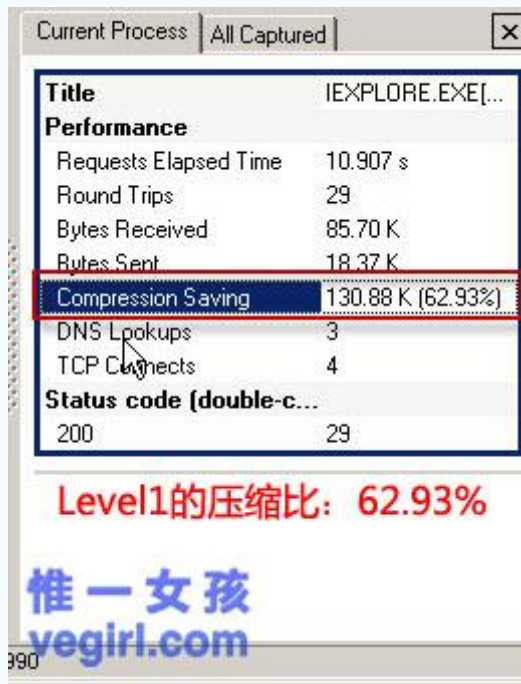 Current Process All Captured
Title IEXPLORE.EXE[...
Performance
Requests Elapsed Time 10.907 s
Round Trips 29
Bytes Received 85.70 K
Bytes Sent 18.37 K
Compression Saving 130.88 K (62.93%)
DNS Lookups 3
TCP Connects 4
Status code (double-c...
200 29
Level1的压缩比：62.93%
惟一女孩
vegirl.com
990